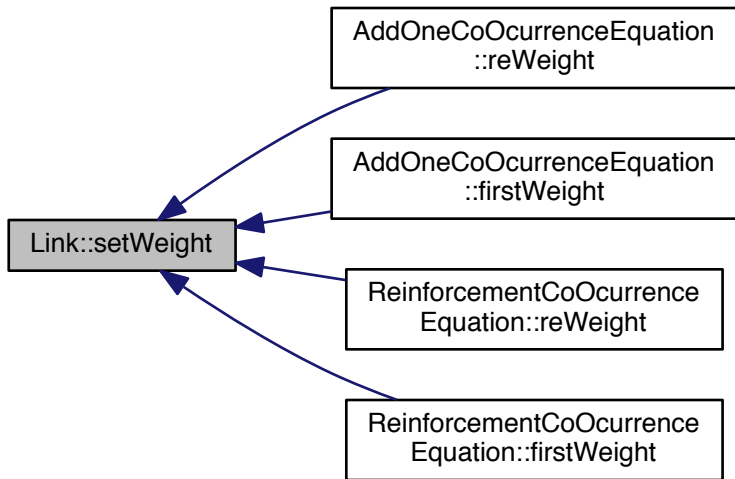 AddOneCoOcurrenceEquation
::reWeight
AddOneCoOcurrenceEquation
::firstWeight
Link::setWeight
ReinforcementCoOcurrence
Equation::reWeight
ReinforcementCoOcurrence
Equation::firstWeight